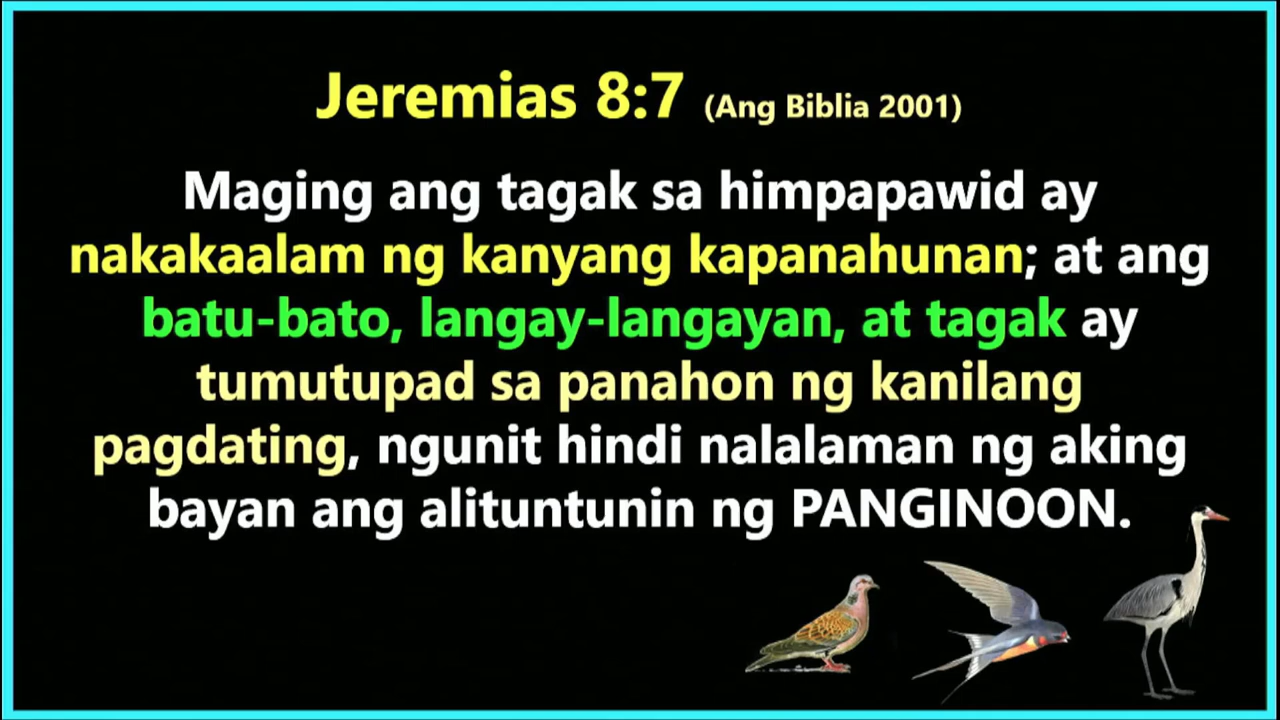 Jeremias 8:7 (Ang Biblia 2001)
Maging ang tagak sa himpapawid ay
nakakaalam ng kanyang kapanahunan; at ang
batu-bato, langay-langayan, at tagak ay
tumutupad sa panahon ng kanilang
pagdating, ngunit hindi nalalaman ng aking
bayan ang alituntunin ng PANGINOON.